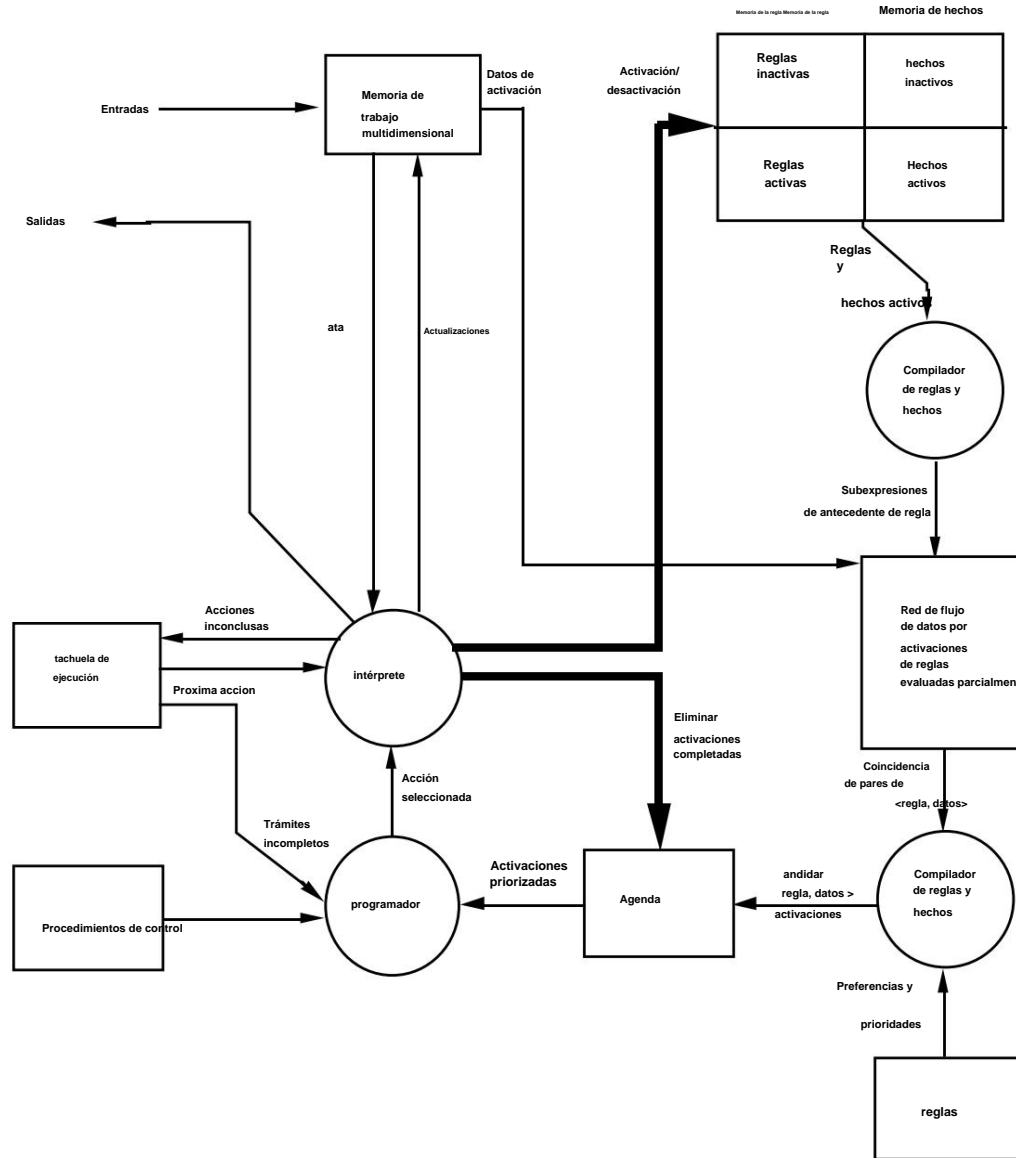 Memoria de la regla Memoria de la regla
Memoria de hechos
Reglas
inactivas
hechos
inactivos
Reglas
activas
Hechos
activos
Entradas
Memoria de
trabajo
multidimensional
Datos de
activación
Activación/
desactivación
Salidas
Reglas
y
hechos activos
ata
Actualizaciones
Compilador
de reglas y
hechos
Subexpresiones
de antecedente de regla
Red de flujo
de datos por
activaciones
de reglas
evaluadas parcialmen
Acciones
inconclusas
tachuela de
ejecución
Proxima accion
intérprete
Eliminar
activaciones
completadas
Acción
seleccionada
Coincidencia
de pares de
<regla, datos>
Trámites
incompletos
Procedimientos de control
programador
Activaciones
priorizadas
Agenda
andidar
regla, datos >
activaciones
Compilador
de reglas y
hechos
Preferencias y
prioridades
reglas